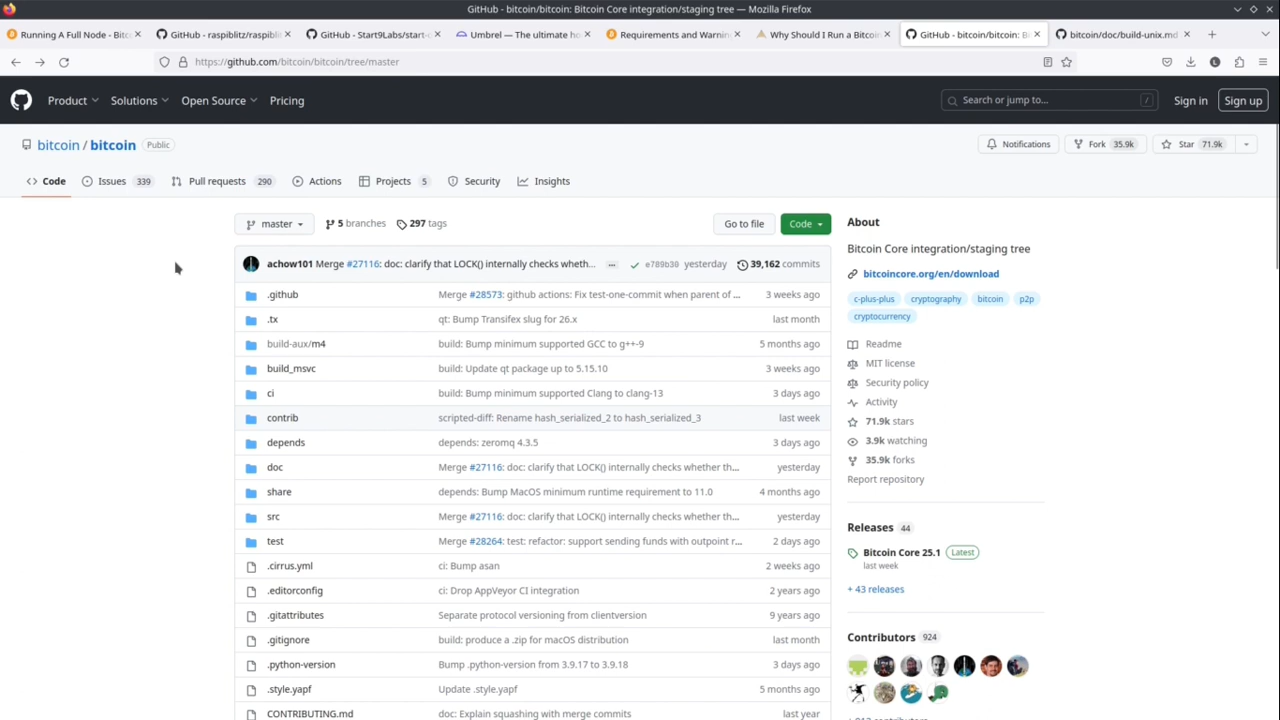 GitHub - bitcoin/bitcoin: Bitcoin Core integration/staging tree — Mozilla Firefox
Running A Full Node - Bitc
GitHub - raspiblitz/raspibl
GitHub - Start9Labs/start-
Umbrel — The ultimate ho
Requirements and Warnin
Why Should I Run a Bitcoin
GitHub - bitcoin/bitcoin: B
bitcoin/doc/build-unix.md
https://github.com/bitcoin/bitcoin/tree/master
Product
Solutions
Open Source
Pricing
Search or jump to...
/
Sign in
Sign up
bitcoin / bitcoin Public
Notifications
Fork 35.9k
Star 71.9k
Code
Issues 339
Pull requests 290
Actions
Projects 5
Security
Insights
master
5 branches
297 tags
Go to file
Code
achow101 Merge #27116: doc: clarify that LOCK() internally checks wheth... ... e789b30 yesterday 39,162 commits
.github Merge #28573: github actions: Fix test-one-commit when parent of ... 3 weeks ago
.tx qt: Bump Transifex slug for 26.x last month
build-aux/m4 build: Bump minimum supported GCC to g++-9 5 months ago
build_msvc build: Update qt package up to 5.15.10 3 weeks ago
ci build: Bump minimum supported Clang to clang-13 3 days ago
contrib scripted-diff: Rename hash_serialized_2 to hash_serialized_3 last week
depends depends: zeromq 4.3.5 3 days ago
doc Merge #27116: doc: clarify that LOCK() internally checks whether th... yesterday
share depends: Bump MacOS minimum runtime requirement to 11.0 4 months ago
src Merge #27116: doc: clarify that LOCK() internally checks whether th... yesterday
test Merge #28264: test: refactor: support sending funds with outpoint r... 2 days ago
.cirrus.yml ci: Bump asan 2 weeks ago
.editorconfig ci: Drop AppVeyor CI integration 2 years ago
.gitattributes Separate protocol versioning from clientversion 9 years ago
.gitignore build: produce a .zip for macOS distribution last month
.python-version Bump .python-version from 3.9.17 to 3.9.18 3 days ago
.style.yapf Update .style.yapf 5 months ago
CONTRIBUTING.md doc: Explain squashing with merge commits last year
About
Bitcoin Core integration/staging tree
bitcoincore.org/en/download
c-plus-plus cryptography bitcoin p2p
cryptocurrency
Readme
MIT license
Security policy
Activity
71.9k stars
3.9k watching
35.9k forks
Report repository
Releases 44
Bitcoin Core 25.1 Latest
last week
+ 43 releases
Contributors 924